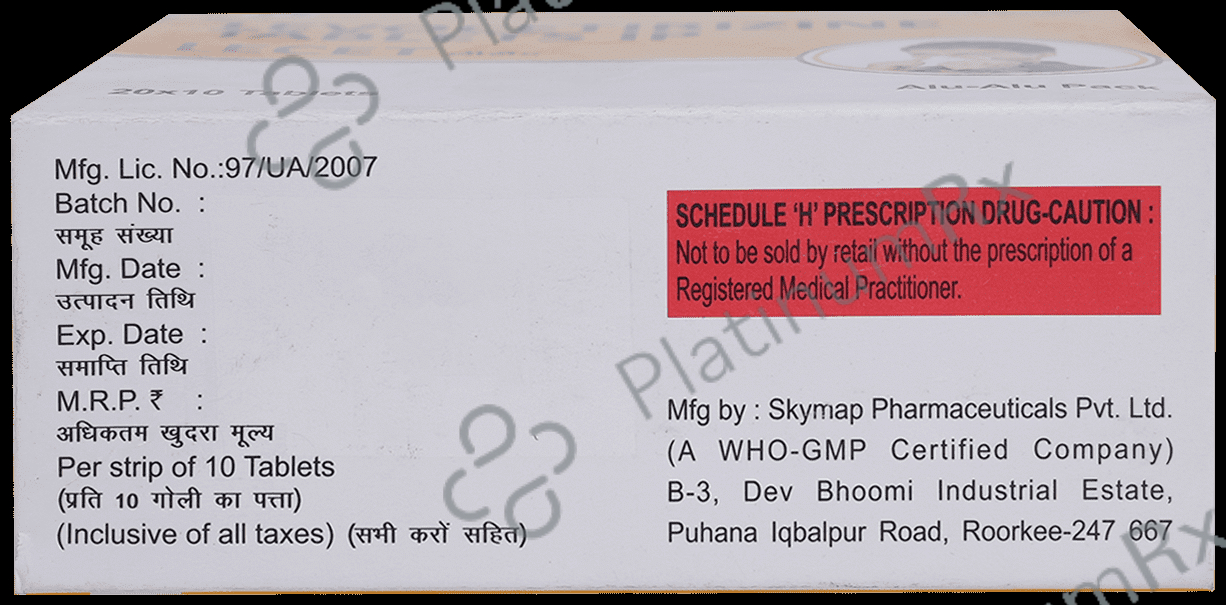 20x10 Tablets
Alu-Alu Pack
Mfg. Lic. No.:97/UA/2007
Batch No. :
समूह संख्या
Mfg. Date :
उत्पादन तिथि
Exp. Date :
समाप्ति तिथि
M.R.P. ₹ :
अधिकतम खुदरा मूल्य
Per strip of 10 Tablets
(प्रति 10 गोली का पत्ता)
(Inclusive of all taxes) (सभी करों सहित)
SCHEDULE ‘H’ PRESCRIPTION DRUG-CAUTION :
Not to be sold by retail without the prescription of a
Registered Medical Practitioner.
Mfg by : Skymap Pharmaceuticals Pvt. Ltd.
(A WHO-GMP Certified Company)
B-3, Dev Bhoomi Industrial Estate,
Puhana Iqbalpur Road, Roorkee-247 667
PlatinumRx